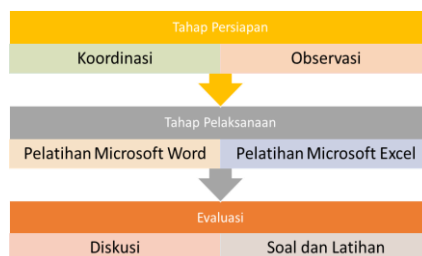 Tahap Persiapan
Koordinasi Observasi
Tahap Pelaksanaan
Pelatihan Microsoft Word Pelatihan Microsoft Excel
Evaluasi
Diskusi Soal dan Latihan